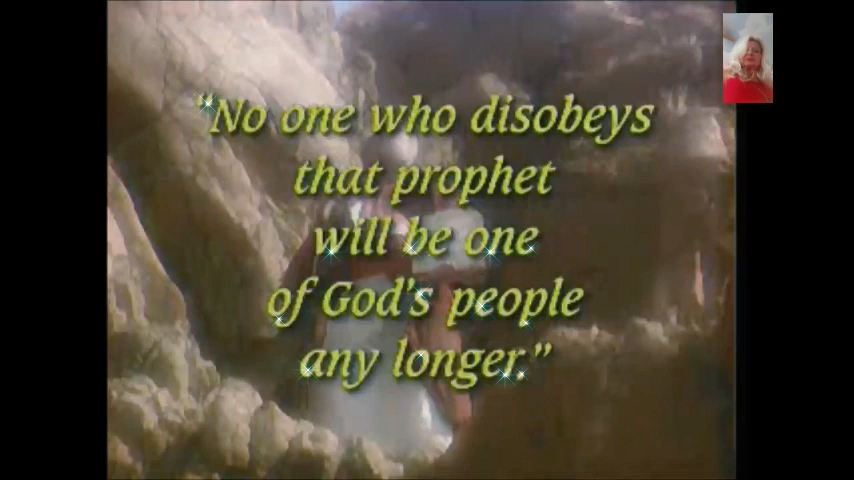 "No one who disobeys
that prophet
will be one
of God's people
any longer."